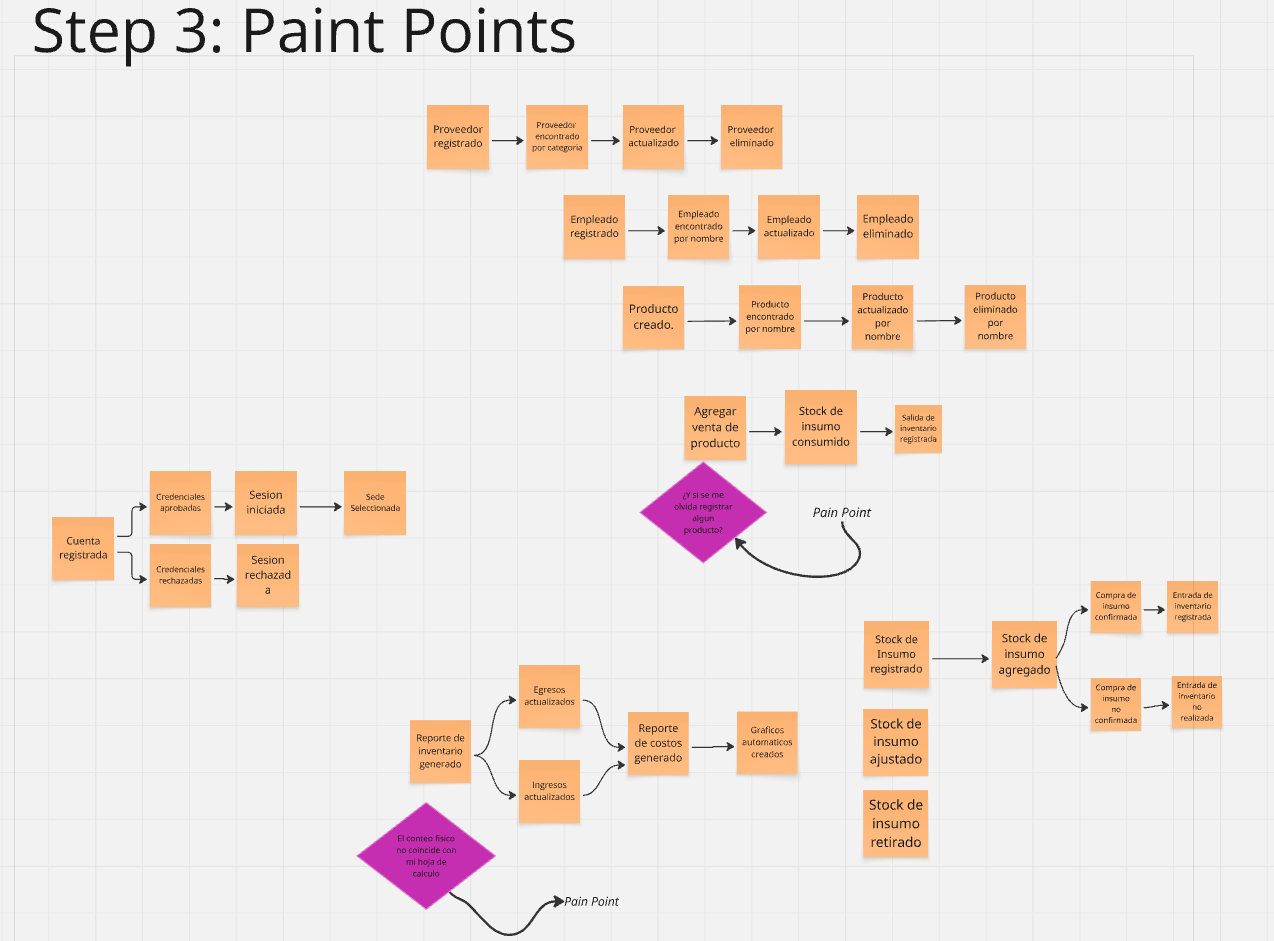 Step 3: Paint Points
Proveedor
registrado
Proveedor
encontrado
por categoria
Proveedor
actualizado
Proveedor
eliminado
Empleado
registrado
Empleado
encontrado
por nombre
Empleado
actualizado
Empleado
eliminado
Producto
creado.
Producto
encontrado
por nombre
Producto
actualizado
por
nombre
Producto
eliminado
por
nombre
Agregar
venta de
producto
Stock de
insumo
consumido
Salida de
inventario
registrada
¿Y si se me
olvida registrar
algun
producto?
Pain Point
Cuenta
registrada
Credenciales
aprobadas
Sesion
iniciada
Sede
Seleccionada
Credenciales
rechazadas
Sesion
rechazad
a
Stock de
Insumo
registrado
Stock de
insumo
agregado
Compra de
insumo
confirmada
Entrada de
inventario
registrada
Compra de
insumo
no
confirmada
Entrada de
inventario
no
realizada
Stock de
insumo
ajustado
Stock de
insumo
retirado
Reporte de
inventario
generado
Egresos
actualizados
Ingresos
actualizados
Reporte
de costos
generado
Graficos
automaticos
creados
El conteo fisico
no coincide con
mi hoja de
calculo
Pain Point